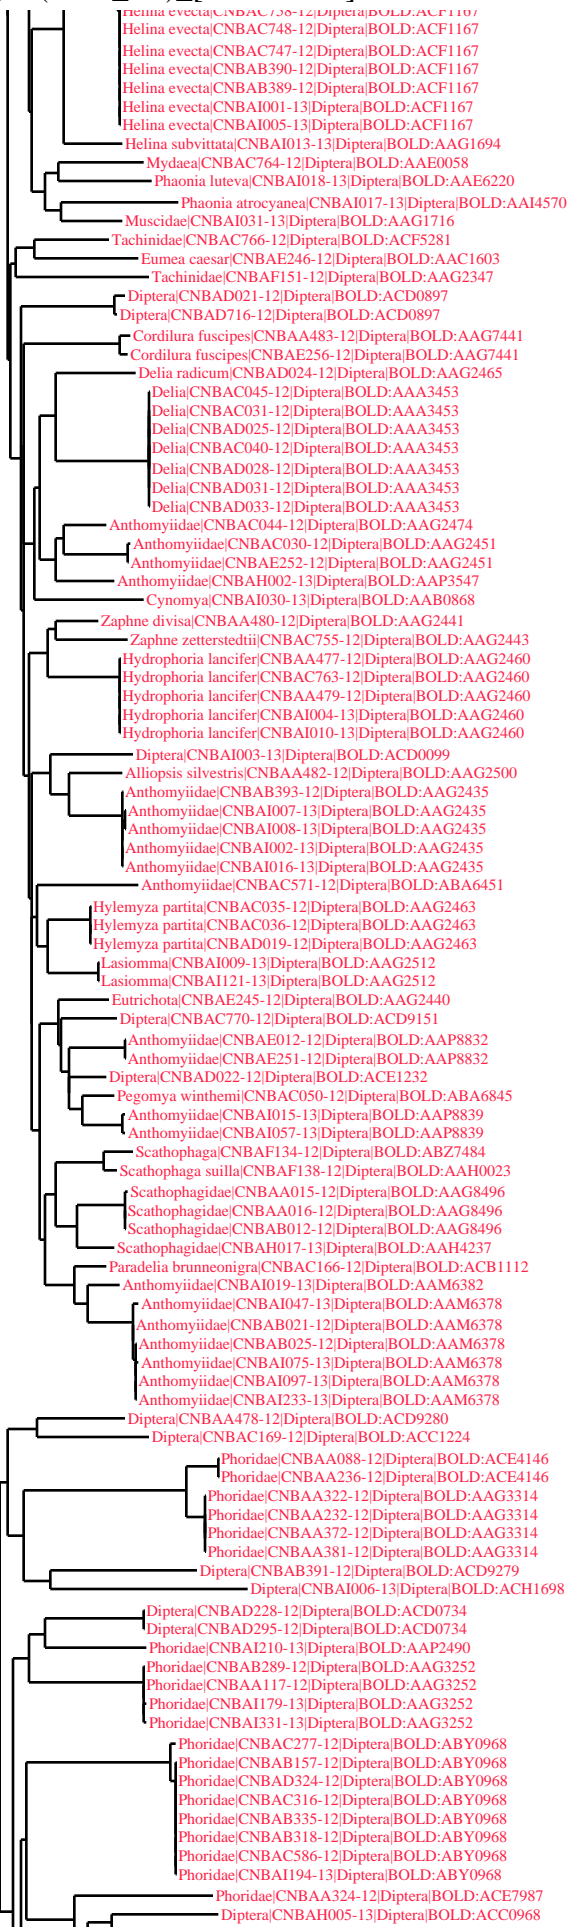 Helina evecta|CNBAC758-12|Diptera|BOLD:ACF1167
Helina evecta|CNBAC748-12|Diptera|BOLD:ACF1167
Helina evecta|CNBAC747-12|Diptera|BOLD:ACF1167
Helina evecta|CNBAB390-12|Diptera|BOLD:ACF1167
Helina evecta|CNBAB389-12|Diptera|BOLD:ACF1167
Helina evecta|CNBAI001-13|Diptera|BOLD:ACF1167
Helina evecta|CNBAI005-13|Diptera|BOLD:ACF1167
Helina subvittata|CNBAI013-13|Diptera|BOLD:AAG1694
Mydaea|CNBAC764-12|Diptera|BOLD:AAE0058
Phaonia luteva|CNBAI018-13|Diptera|BOLD:AAE6220
Phaonia atrocyanea|CNBAI017-13|Diptera|BOLD:AAI4570
Muscidae|CNBAI031-13|Diptera|BOLD:AAG1716
Tachinidae|CNBAC766-12|Diptera|BOLD:ACF5281
Eumea caesar|CNBAE246-12|Diptera|BOLD:AAC1603
Tachinidae|CNBAF151-12|Diptera|BOLD:AAG2347
Diptera|CNBAD021-12|Diptera|BOLD:ACD0897
Diptera|CNBAD716-12|Diptera|BOLD:ACD0897
Cordilura fuscipes|CNBAA483-12|Diptera|BOLD:AAG7441
Cordilura fuscipes|CNBAE256-12|Diptera|BOLD:AAG7441
Delia radicum|CNBAD024-12|Diptera|BOLD:AAG2465
Delia|CNBAC045-12|Diptera|BOLD:AAA3453
Delia|CNBAC031-12|Diptera|BOLD:AAA3453
Delia|CNBAD025-12|Diptera|BOLD:AAA3453
Delia|CNBAC040-12|Diptera|BOLD:AAA3453
Delia|CNBAD028-12|Diptera|BOLD:AAA3453
Delia|CNBAD031-12|Diptera|BOLD:AAA3453
Delia|CNBAD033-12|Diptera|BOLD:AAA3453
Anthomyiidae|CNBAC044-12|Diptera|BOLD:AAG2474
Anthomyiidae|CNBAC030-12|Diptera|BOLD:AAG2451
Anthomyiidae|CNBAE252-12|Diptera|BOLD:AAG2451
Anthomyiidae|CNBAH002-13|Diptera|BOLD:AAP3547
Cynomya|CNBAI030-13|Diptera|BOLD:AAB0868
Zaphne divisa|CNBAA480-12|Diptera|BOLD:AAG2441
Zaphne zetterstedtii|CNBAC755-12|Diptera|BOLD:AAG2443
Hydrophoria lancifer|CNBAA477-12|Diptera|BOLD:AAG2460
Hydrophoria lancifer|CNBAC763-12|Diptera|BOLD:AAG2460
Hydrophoria lancifer|CNBAA479-12|Diptera|BOLD:AAG2460
Hydrophoria lancifer|CNBAI004-13|Diptera|BOLD:AAG2460
Hydrophoria lancifer|CNBAI010-13|Diptera|BOLD:AAG2460
Diptera|CNBAI003-13|Diptera|BOLD:ACD0099
Alliopsis silvestris|CNBAA482-12|Diptera|BOLD:AAG2500
Anthomyiidae|CNBAB393-12|Diptera|BOLD:AAG2435
Anthomyiidae|CNBAI007-13|Diptera|BOLD:AAG2435
Anthomyiidae|CNBAI008-13|Diptera|BOLD:AAG2435
Anthomyiidae|CNBAI002-13|Diptera|BOLD:AAG2435
Anthomyiidae|CNBAI016-13|Diptera|BOLD:AAG2435
Anthomyiidae|CNBAC571-12|Diptera|BOLD:ABA6451
Hylemyza partita|CNBAC035-12|Diptera|BOLD:AAG2463
Hylemyza partita|CNBAC036-12|Diptera|BOLD:AAG2463
Hylemyza partita|CNBAD019-12|Diptera|BOLD:AAG2463
Lasiomma|CNBAI009-13|Diptera|BOLD:AAG2512
Lasiomma|CNBAI121-13|Diptera|BOLD:AAG2512
Eutrichota|CNBAE245-12|Diptera|BOLD:AAG2440
Diptera|CNBAC770-12|Diptera|BOLD:ACD9151
Anthomyiidae|CNBAE012-12|Diptera|BOLD:AAP8832
Anthomyiidae|CNBAE251-12|Diptera|BOLD:AAP8832
Diptera|CNBAD022-12|Diptera|BOLD:ACE1232
Pegomya winthemi|CNBAC050-12|Diptera|BOLD:ABA6845
Anthomyiidae|CNBAI015-13|Diptera|BOLD:AAP8839
Anthomyiidae|CNBAI057-13|Diptera|BOLD:AAP8839
Scathophaga|CNBAF134-12|Diptera|BOLD:ABZ7484
Scathophaga suilla|CNBAF138-12|Diptera|BOLD:AAH0023
Scathophagidae|CNBAA015-12|Diptera|BOLD:AAG8496
Scathophagidae|CNBAA016-12|Diptera|BOLD:AAG8496
Scathophagidae|CNBAB012-12|Diptera|BOLD:AAG8496
Scathophagidae|CNBAH017-13|Diptera|BOLD:AAH4237
Paradelia brunneonigra|CNBAC166-12|Diptera|BOLD:ACB1112
Anthomyiidae|CNBAI019-13|Diptera|BOLD:AAM6382
Anthomyiidae|CNBAI047-13|Diptera|BOLD:AAM6378
Anthomyiidae|CNBAB021-12|Diptera|BOLD:AAM6378
Anthomyiidae|CNBAB025-12|Diptera|BOLD:AAM6378
Anthomyiidae|CNBAI075-13|Diptera|BOLD:AAM6378
Anthomyiidae|CNBAI097-13|Diptera|BOLD:AAM6378
Anthomyiidae|CNBAI233-13|Diptera|BOLD:AAM6378
Diptera|CNBAA478-12|Diptera|BOLD:ACD9280
Diptera|CNBAC169-12|Diptera|BOLD:ACC1224
Phoridae|CNBAA088-12|Diptera|BOLD:ACE4146
Phoridae|CNBAA236-12|Diptera|BOLD:ACE4146
Phoridae|CNBAA322-12|Diptera|BOLD:AAG3314
Phoridae|CNBAA232-12|Diptera|BOLD:AAG3314
Phoridae|CNBAA372-12|Diptera|BOLD:AAG3314
Phoridae|CNBAA381-12|Diptera|BOLD:AAG3314
Diptera|CNBAB391-12|Diptera|BOLD:ACD9279
Diptera|CNBAI006-13|Diptera|BOLD:ACH1698
Diptera|CNBAD228-12|Diptera|BOLD:ACD0734
Diptera|CNBAD295-12|Diptera|BOLD:ACD0734
Phoridae|CNBAI210-13|Diptera|BOLD:AAP2490
Phoridae|CNBAB289-12|Diptera|BOLD:AAG3252
Phoridae|CNBAA117-12|Diptera|BOLD:AAG3252
Phoridae|CNBAI179-13|Diptera|BOLD:AAG3252
Phoridae|CNBAI331-13|Diptera|BOLD:AAG3252
Phoridae|CNBAC277-12|Diptera|BOLD:ABY0968
Phoridae|CNBAB157-12|Diptera|BOLD:ABY0968
Phoridae|CNBAD324-12|Diptera|BOLD:ABY0968
Phoridae|CNBAC316-12|Diptera|BOLD:ABY0968
Phoridae|CNBAB335-12|Diptera|BOLD:ABY0968
Phoridae|CNBAB318-12|Diptera|BOLD:ABY0968
Phoridae|CNBAC586-12|Diptera|BOLD:ABY0968
Phoridae|CNBAI194-13|Diptera|BOLD:ABY0968
Phoridae|CNBAA324-12|Diptera|BOLD:ACE7987
Diptera|CNBAH005-13|Diptera|BOLD:ACC0968